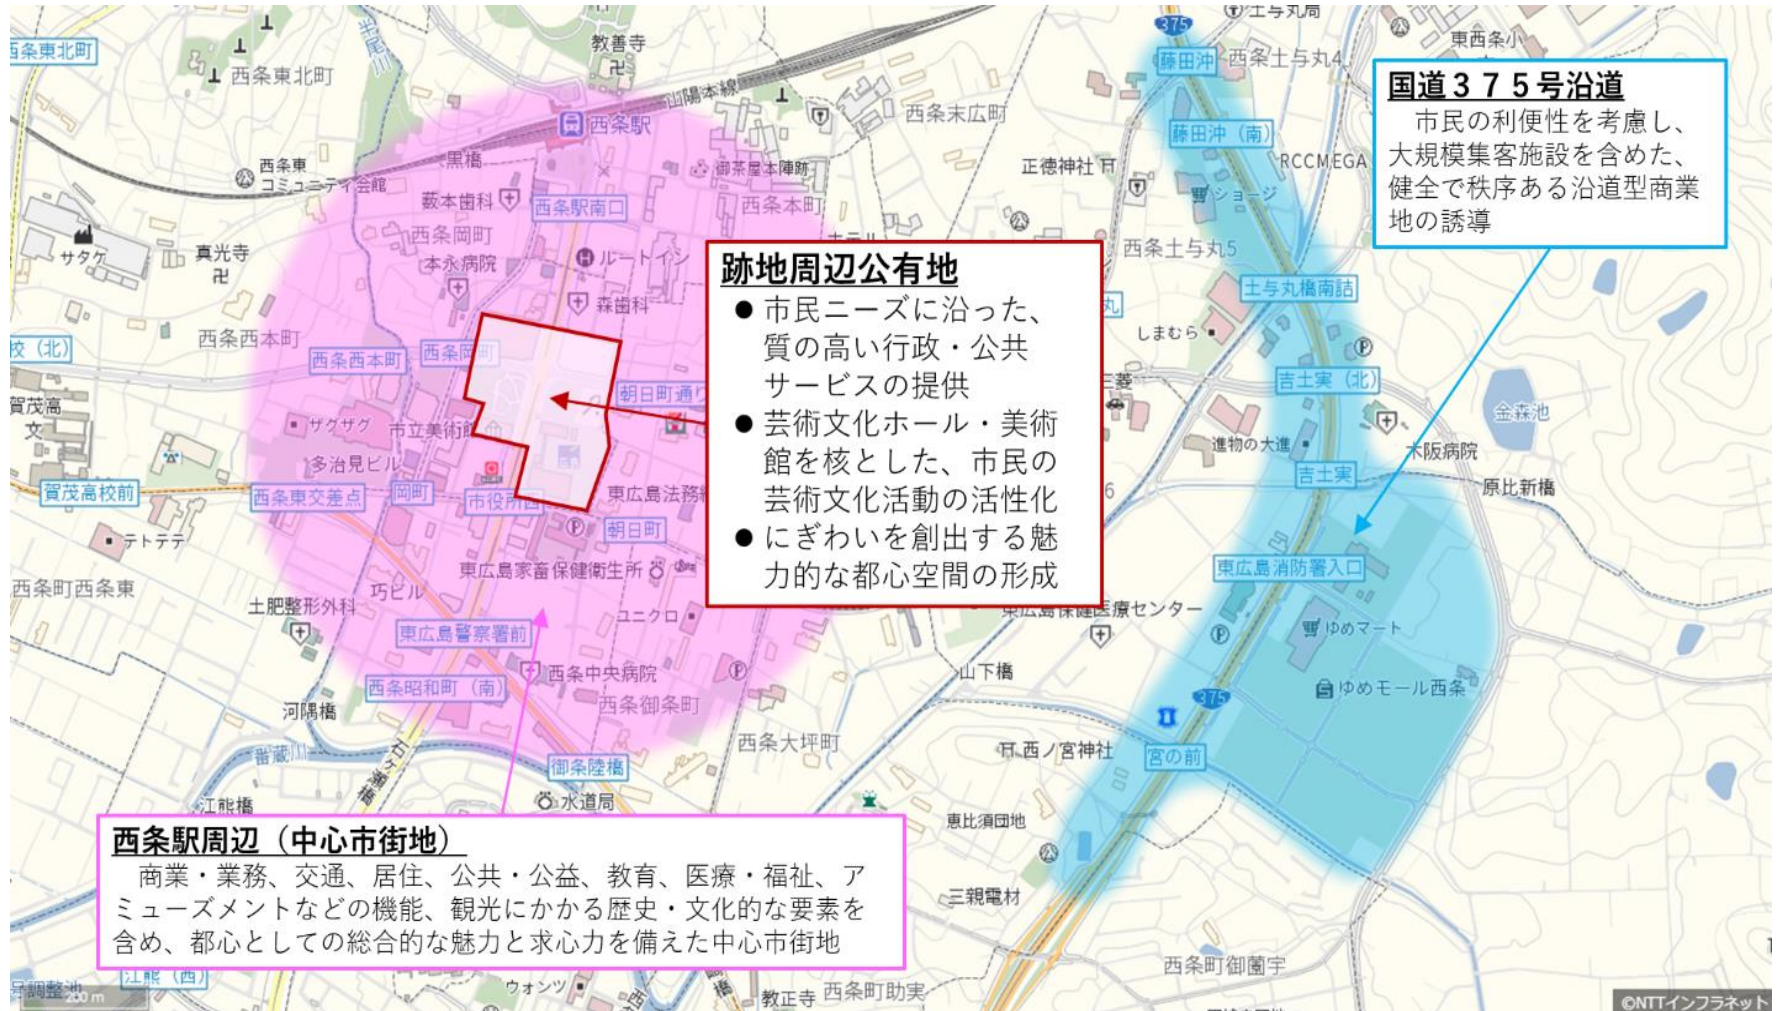 国道375号沿道
市民の利便性を考慮し、
大規模集客施設を含めた、
健全で秩序ある沿道型商業
地の誘導
跡地周辺公有地
● 市民ニーズに沿った、
質の高い行政・公共
サービスの提供
● 芸術文化ホール・美術
館を核とした、市民の
芸術文化活動の活性化
● にぎわいを創出する魅
力的な都心空間の形成
西条駅周辺（中心市街地）
商業・業務、交通、居住、公共・公益、教育、医療・福祉、ア
ミューズメントなどの機能、観光にかかる歴史・文化的な要素を
含め、都心としての総合的な魅力と求心力を備えた中心市街地
西条東北町
西条東北町
教善寺
375
土与丸局
藤田沖
西条土与丸4
東西条小
山陽本線
西条駅
西条末広町
藤田沖（南）
黒橋
西条東
コミュニティ会館
御茶屋本陣跡
正徳神社
RCCMEGA
藪本歯科
西条駅南口
西条本町
ショージ
サタケ
真光寺
西条岡町
本永病院
ルートイン
森歯科
西条土与丸5
土与丸橋南詰
しまむら
西条西本町
西条西本町
吉土実（北）
朝日町通り
賀茂高
ザグザグ
市立美術館
多治見ビル
進物の大進
木阪病院
金森池
吉土実
原比新橋
賀茂高校前
西条東交差点
岡町
朝日町
テトテテ
東広島家畜保健衛生所
東広島消防署入口
西条町西条東
土肥整形外科
巧ビル
ユニクロ
東広島保健医療センター
ゆめマート
東広島警察署前
西条中央病院
山下橋
西条昭和町（南）
西条御条町
ゆめモール西条
375
河隅橋
西条大坪町
西ノ宮神社
宮の前
番蔵川
石ヶ瀬橋
御条陸橋
江熊橋
水道局
恵比須団地
三親電材
江熊（西）
200 m
ウォンツ
教正寺
西条町助実
西条町御薗宇
©NTTインフラネット